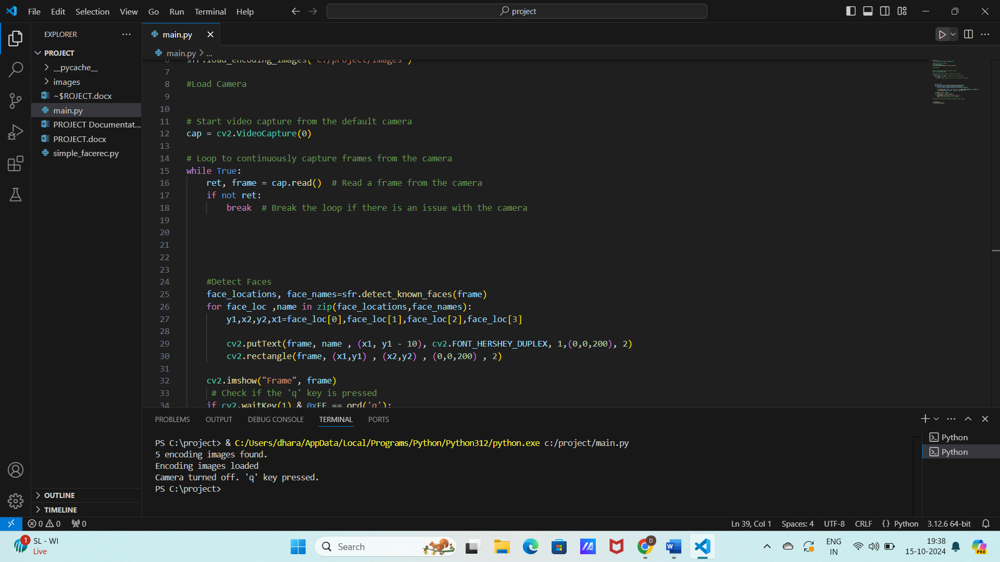 File Edit Selection View Go Run Terminal Help
project
EXPLORER
PROJECT
__pycache__
images
~$ROJECT.docx
main.py
PROJECT Documentat...
PROJECT.docx
simple_facerec.py
OUTLINE
TIMELINE
main.py
main.py > ...
6 sfr.load_encoding_images("C:/project/images")
7
8 #Load Camera
9
10
11 # Start video capture from the default camera
12 cap = cv2.VideoCapture(0)
13
14 # Loop to continuously capture frames from the camera
15 while True:
16 ret, frame = cap.read()  # Read a frame from the camera
17 if not ret:
18 break  # Break the loop if there is an issue with the camera
19
20
21
22
23
24 #Detect Faces
25 face_locations, face_names=sfr.detect_known_faces(frame)
26 for face_loc ,name in zip(face_locations,face_names):
27 y1,x2,y2,x1=face_loc[0],face_loc[1],face_loc[2],face_loc[3]
28
29 cv2.putText(frame, name , (x1, y1 - 10), cv2.FONT_HERSHEY_DUPLEX, 1,(0,0,200), 2)
30 cv2.rectangle(frame, (x1,y1) , (x2,y2) , (0,0,200) , 2)
31
32 cv2.imshow("Frame", frame)
33 # Check if the 'q' key is pressed
34 if cv2.waitKey(1) & 0xFF == ord('q'):
PROBLEMS OUTPUT DEBUG CONSOLE TERMINAL PORTS
PS C:\project> & C:/Users/dhara/AppData/Local/Programs/Python/Python312/python.exe c:/project/main.py
5 encoding images found.
Encoding images loaded
Camera turned off. 'q' key pressed.
PS C:\project>
Python
Python
0 0 0
Ln 39, Col 1 Spaces: 4 UTF-8 CRLF {} Python 3.12.6 64-bit
1 SL - WI
Live
Search
D
W
ENG
IN
19:38
15-10-2024
PRE